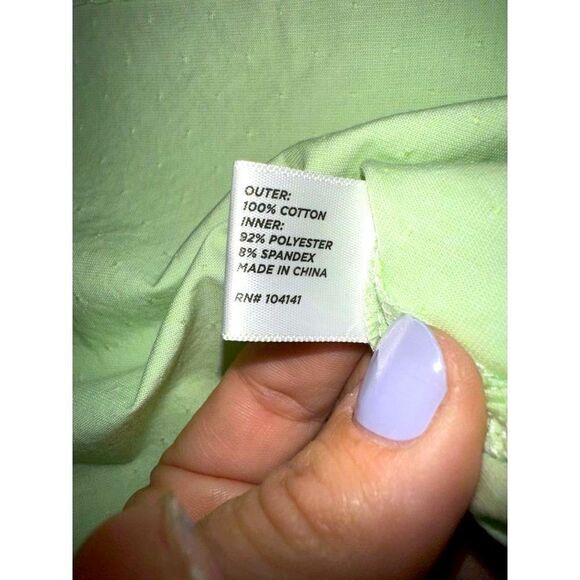 OUTER:
100% COTTON
INNER:
92% POLYESTER
8% SPANDEX
MADE IN CHINA
RN# 104141